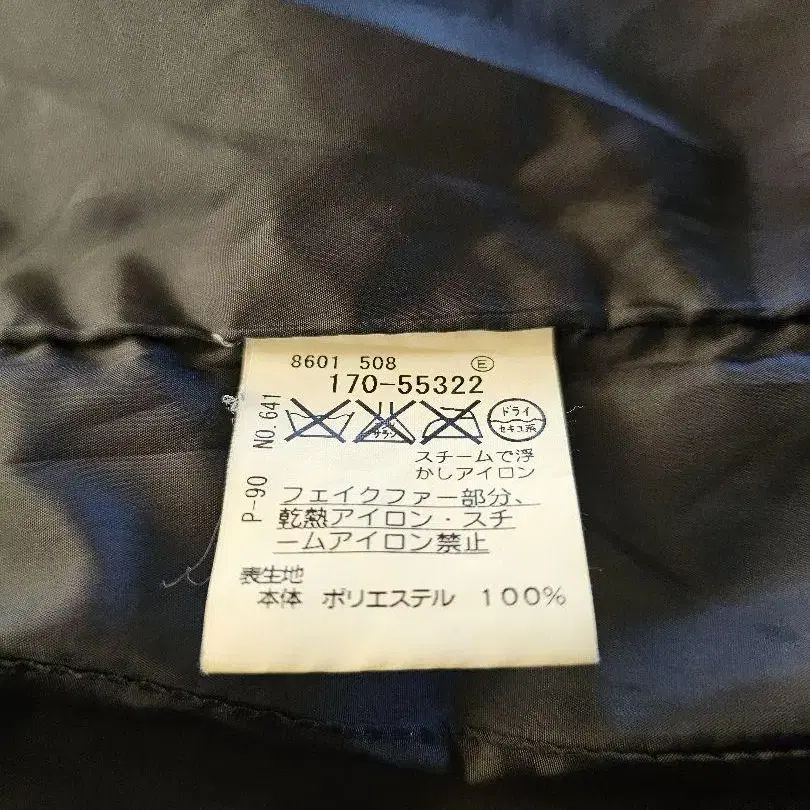 8601 508 E
170-55322
NO.641
サラシ
ドライ
セキユ系
スチームで浮
かしアイロン
P-90
フェイクファー部分、
乾熱アイロン・スチ
ームアイロン禁止
表生地
本体 ポリエステル 100%